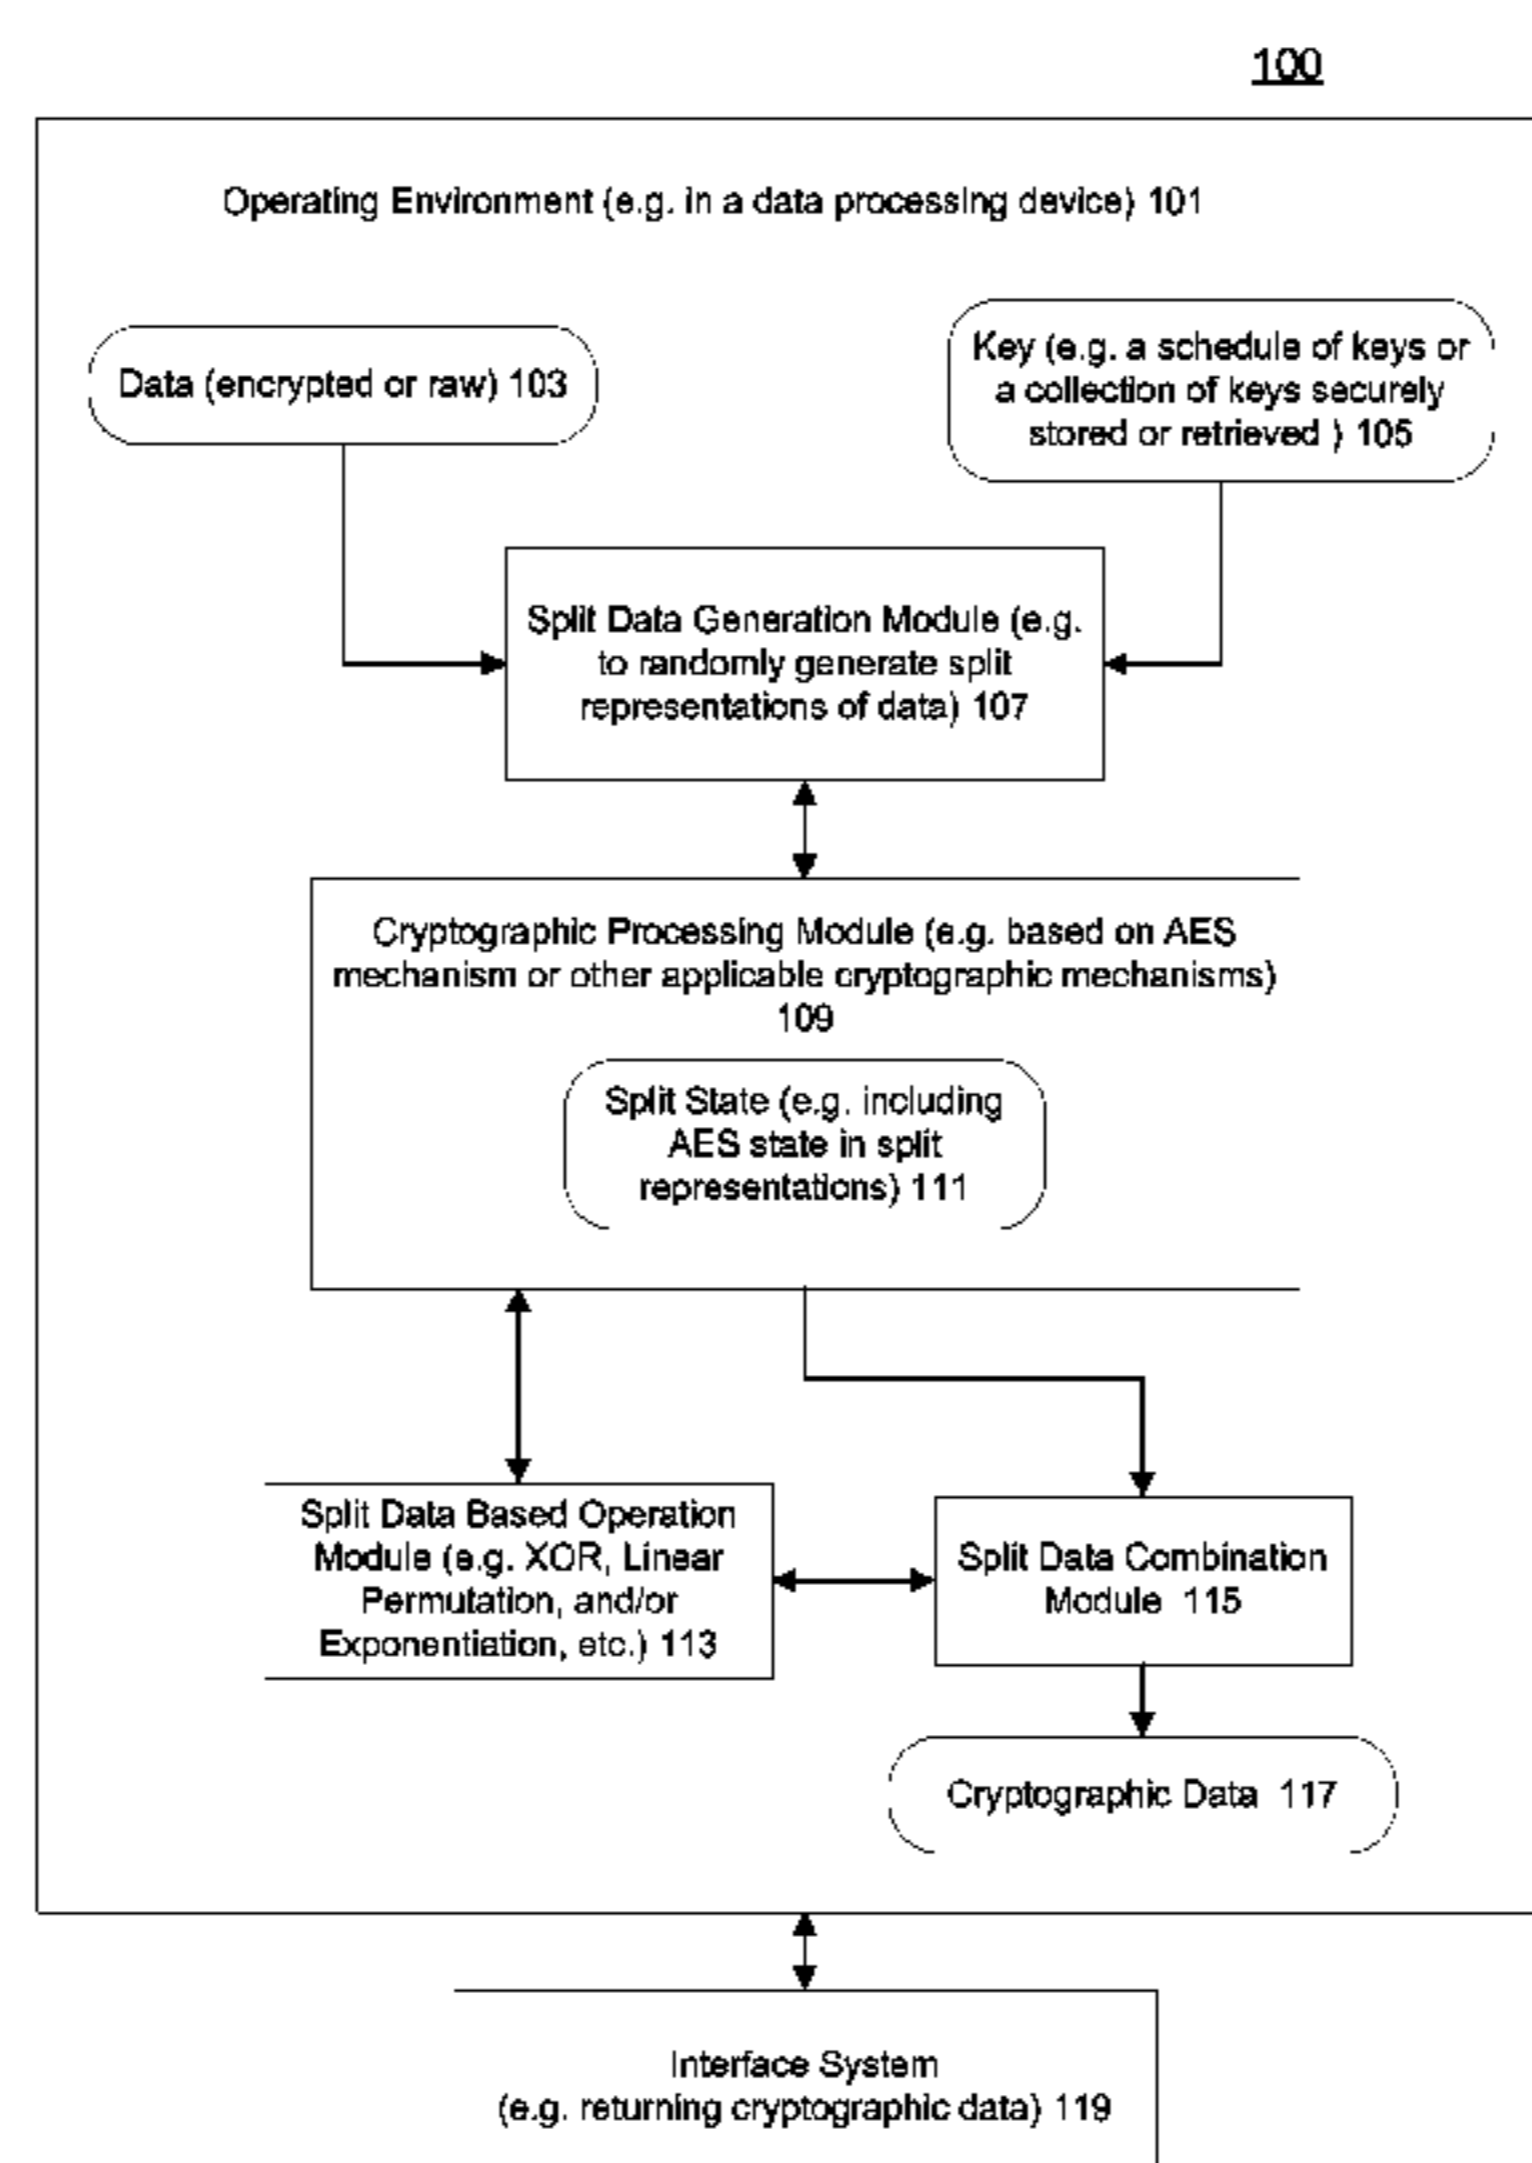 100
Operating Environment (e.g. in a data processing device) 101
Data (encrypted or raw) 103
Key (e.g. a schedule of keys or
a collection of keys securely
stored or retrieved ) 105
Split Data Generation Module (e.g.
to randomly generate split
representations of data) 107
Cryptographic Processing Module (e.g. based on AES
mechanism or other applicable cryptographic mechanisms)
109
Split State (e.g. including
AES state in split
representations) 111
Split Data Based Operation
Module (e.g. XOR, Linear
Permutation, and/or
Exponentiation, etc.) 113
Split Data Combination
Module 115
Cryptographic Data 117
Interface System
(e.g. returning cryptographic data) 119